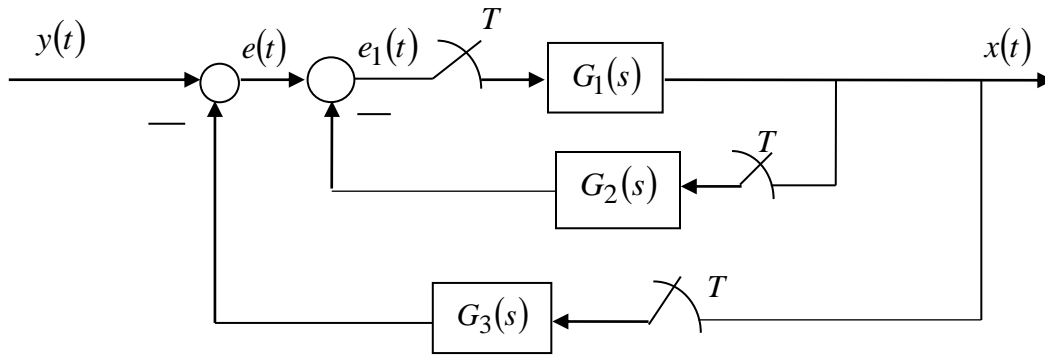 y(t) e(t) e₁(t) T G₁(s) x(t)
— —
G₂(s) T
G₃(s) T